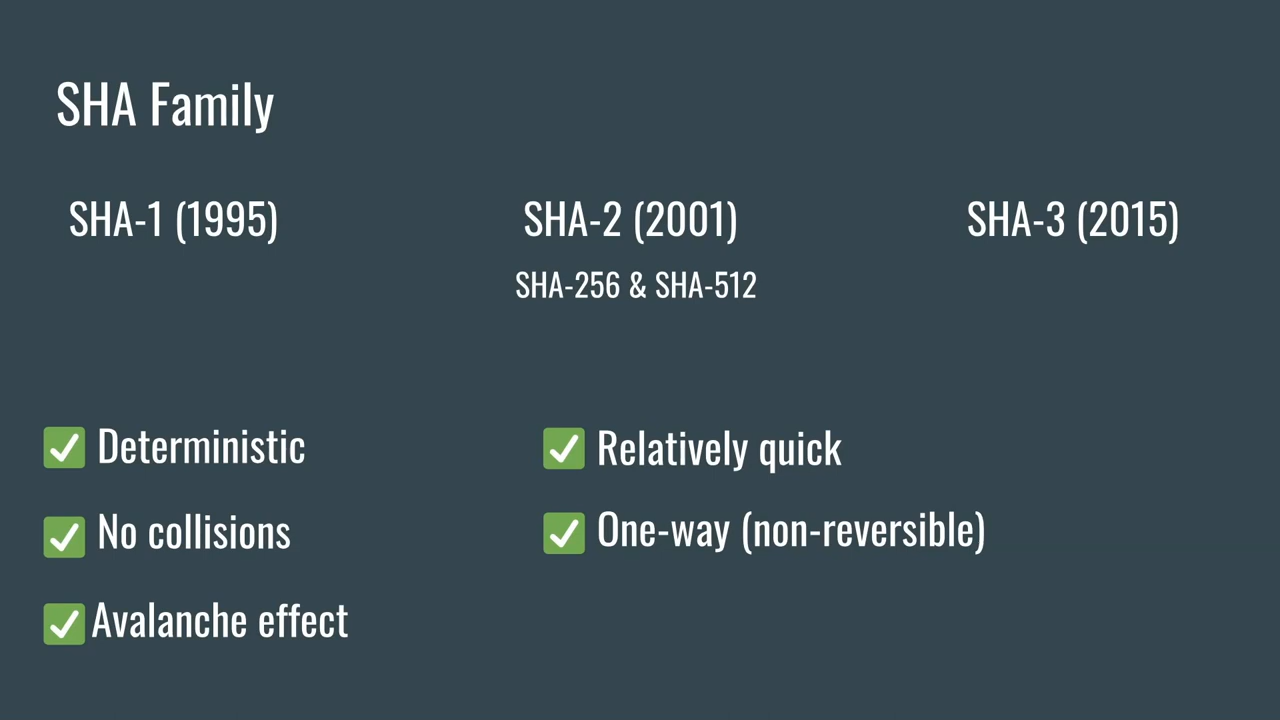 SHA Family
SHA-1 (1995)
SHA-2 (2001)
SHA-3 (2015)
SHA-256 & SHA-512
Deterministic
Relatively quick
No collisions
One-way (non-reversible)
Avalanche effect